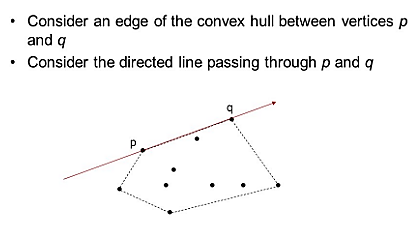 • Consider an edge of the convex hull between vertices p
and q
• Consider the directed line passing through p and q
q
p